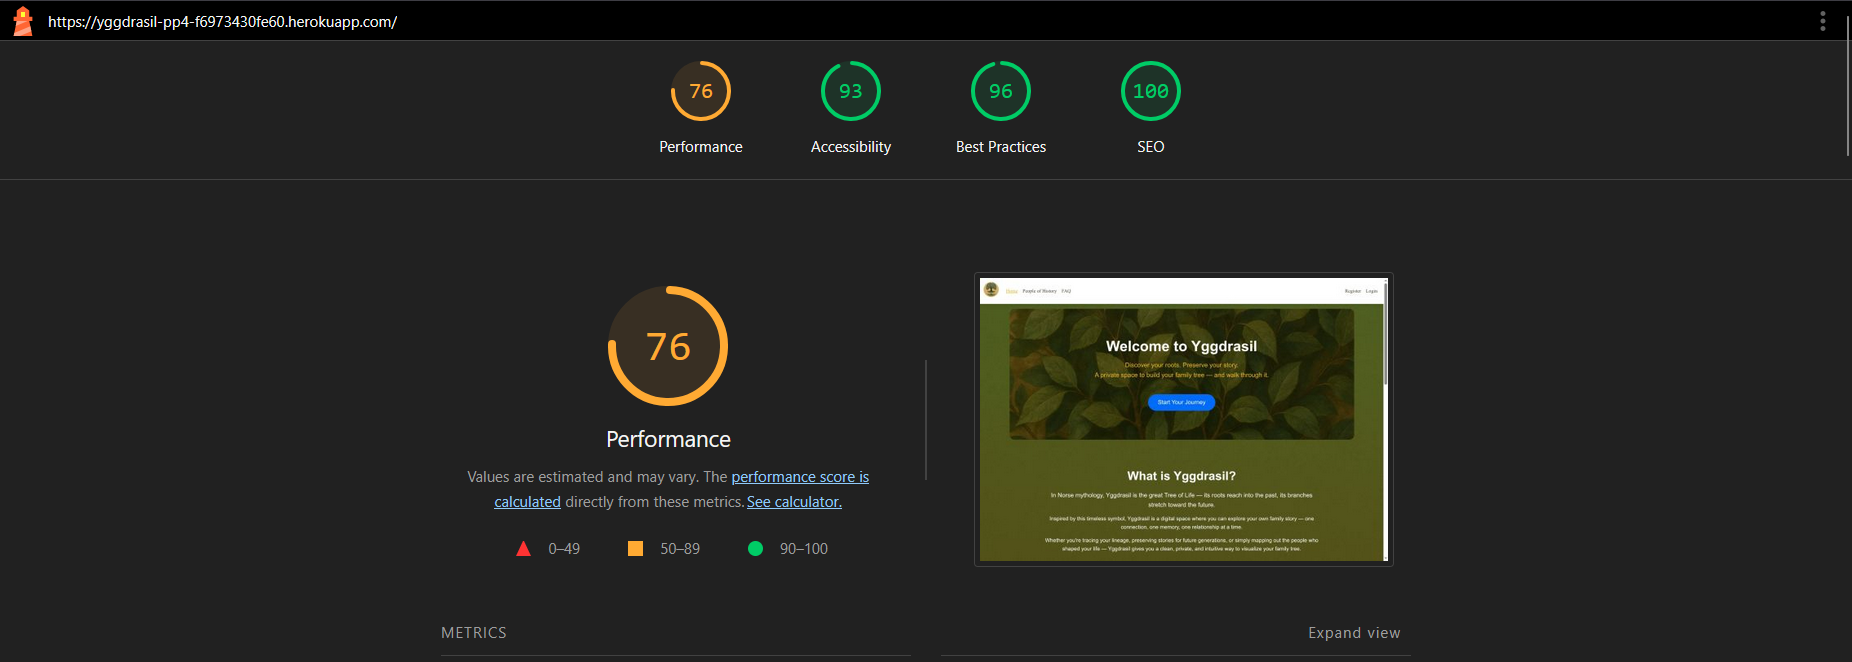 https://yggdrasil-pp4-f6973430fe60.herokuapp.com/
76
93
96
100
Performance
Accessibility
Best Practices
SEO
76
Performance
Values are estimated and may vary. The performance score is
calculated directly from these metrics. See calculator.
0–49
50–89
90–100
Home People of History FAQ
Register Login
Welcome to Yggdrasil
Discover your roots. Preserve your story.
A private space to build your family tree — and walk through it.
Start Your Journey
What is Yggdrasil?
In Norse mythology, Yggdrasil is the great Tree of Life — its roots reach into the past, its branches
stretch toward the future.
Inspired by this timeless symbol, Yggdrasil is a digital space where you can explore your own family story — one
connection, one memory, one relationship at a time.
Whether you're tracing your lineage, preserving stories for future generations, or simply mapping out the people who
shaped your life — Yggdrasil gives you a clean, private, and intuitive way to visualize your family tree.
METRICS
Expand view